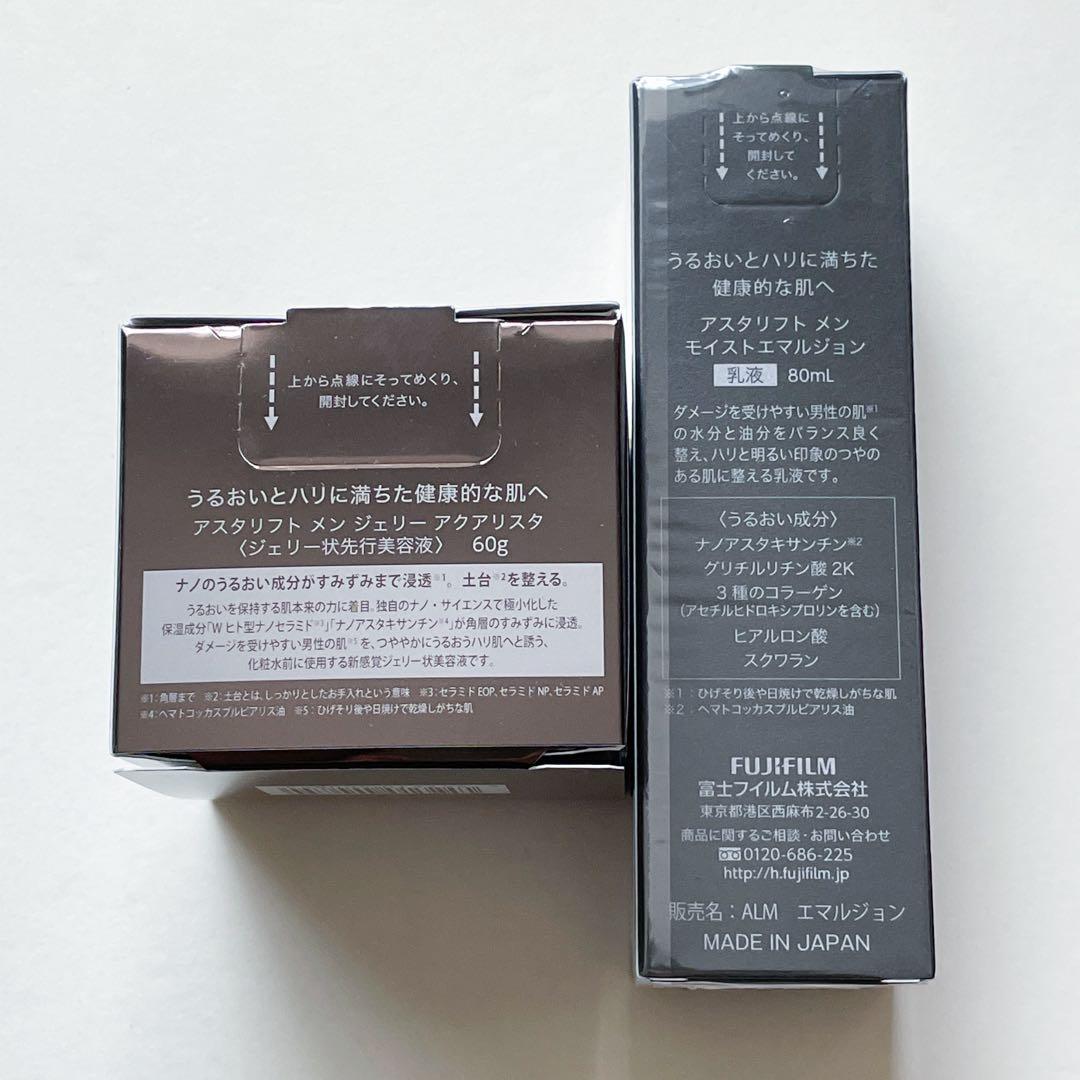 上から点線にそってめくり、
開封してください。
うるおいとハリに満ちた健康的な肌へ
アスタリフト メン ジェリー アクアリスタ
〈ジェリー状先行美容液〉 60g
ナノのうるおい成分がすみずみまで浸透※1。土台※2を整える。
うるおいを保持する肌本来の力に着目。独自のナノ・サイエンスで極小化した
保湿成分「W ヒト型ナノセラミド※3」「ナノアスタキサンチン※4」が角層のすみずみに浸透。
ダメージを受けやすい男性の肌※5を、つややかにうるおうハリ肌へと誘う、
化粧水前に使用する新感覚ジェリー状美容液です。
※1：角層まで ※2：土台とは、しっかりとしたお手入れという意味 ※3：セラミド EOP、セラミド NP、セラミド AP
※4：ヘマトコッカスプルビアリス油 ※5：ひげそり後や日焼けで乾燥しがちな肌
上から点線に
そってめくり、
開封して
ください。
うるおいとハリに満ちた
健康的な肌へ
アスタリフト メン
モイストエマルジョン
乳液 80mL
ダメージを受けやすい男性の肌※1
の水分と油分をバランス良く
整え、ハリと明るい印象のつやの
ある肌に整える乳液です。
〈うるおい成分〉
ナノアスタキサンチン※2
グリチルリチン酸 2K
3 種のコラーゲン
(アセチルヒドロキシプロリンを含む)
ヒアルロン酸
スクワラン
※1：ひげそり後や日焼けで乾燥しがちな肌
※2：ヘマトコッカスプルビアリス油
FUJIFILM
富士フイルム株式会社
東京都港区西麻布2-26-30
商品に関するご相談・お問い合わせ
0120-686-225
http://h.fujifilm.jp
販売名：ALM エマルジョン
MADE IN JAPAN